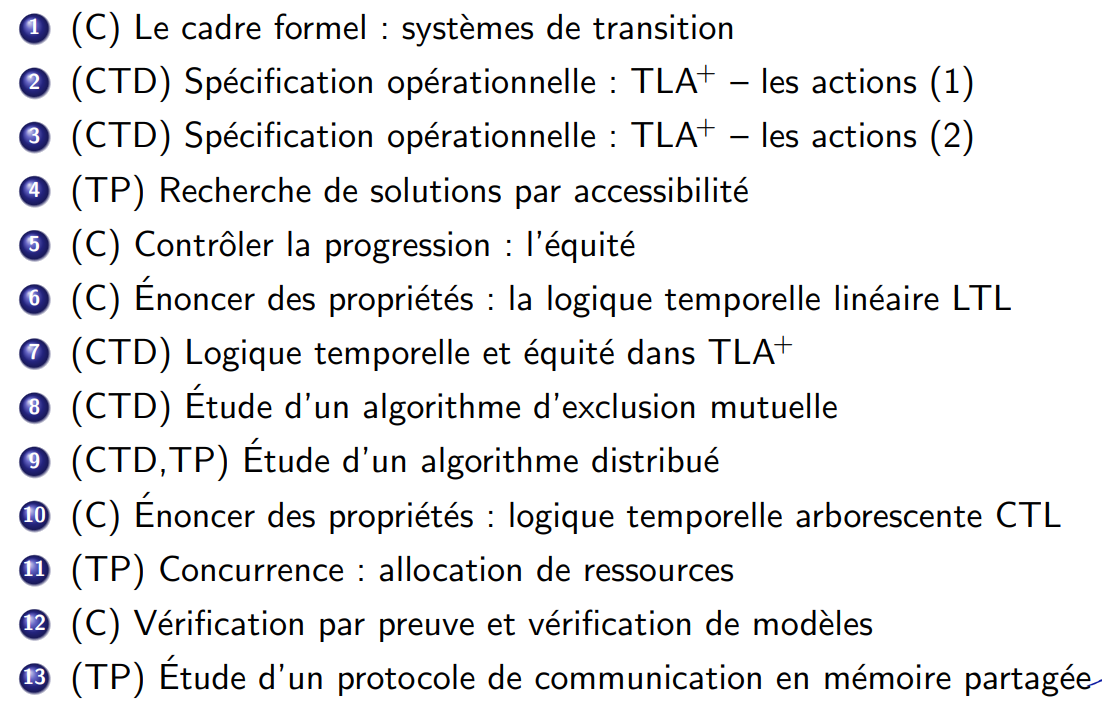 1 (C) Le cadre formel : systèmes de transition
2 (CTD) Spécification opérationnelle : TLA+ – les actions (1)
3 (CTD) Spécification opérationnelle : TLA+ – les actions (2)
4 (TP) Recherche de solutions par accessibilité
5 (C) Contrôler la progression : l'équité
6 (C) Énoncer des propriétés : la logique temporelle linéaire LTL
7 (CTD) Logique temporelle et équité dans TLA+
8 (CTD) Étude d'un algorithme d'exclusion mutuelle
9 (CTD,TP) Étude d'un algorithme distribué
10 (C) Énoncer des propriétés : logique temporelle arborescente CTL
11 (TP) Concurrence : allocation de ressources
12 (C) Vérification par preuve et vérification de modèles
13 (TP) Étude d'un protocole de communication en mémoire partagée